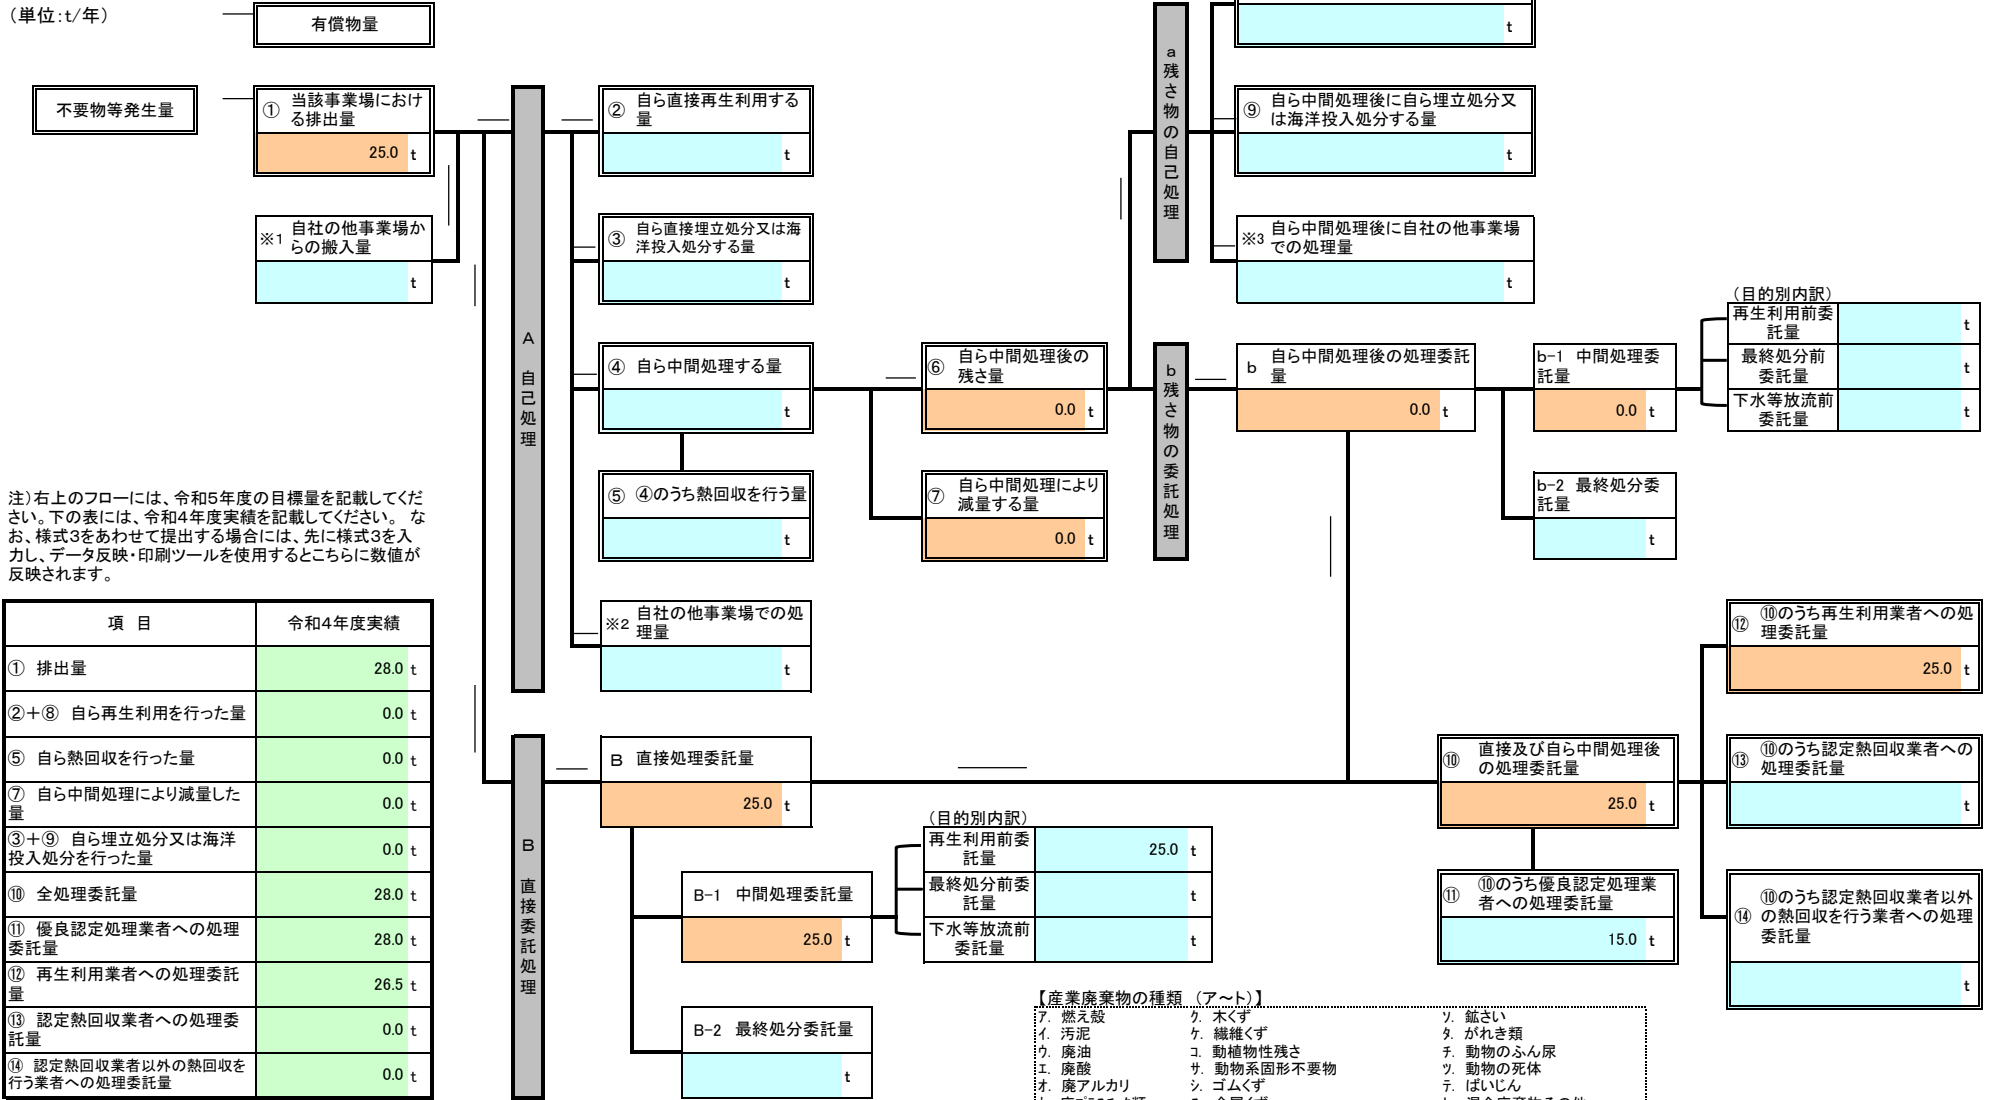 （単位：t/年）
有償物量
不要物等発生量
① 当該事業場におけ
る排出量
25.0 t
※1 自社の他事業場か
らの搬入量
t
A 自己処理
② 自ら直接再生利用する
量
t
③ 自ら直接埋立処分又は海
洋投入処分する量
t
④ 自ら中間処理する量
t
⑤ ④のうち熱回収を行う量
t
※2 自社の他事業場での処
理量
t
⑥ 自ら中間処理後の
残さ量
0.0 t
⑦ 自ら中間処理により
減量する量
0.0 t
a 残さ物の自己処理
t
⑨ 自ら中間処理後に自ら埋立処分又
は海洋投入処分する量
t
※3 自ら中間処理後に自社の他事業場
での処理量
t
b 残さ物の委託処理
b 自ら中間処理後の処理委託
量
0.0 t
b-1 中間処理委
託量
0.0 t
b-2 最終処分委
託量
t
（目的別内訳）
再生利用前委
託量
t
最終処分前
委託量
t
下水等放流前
委託量
t
注）右上のフローには、令和５年度の目標量を記載してくだ
さい。下の表には、令和４年度実績を記載してください。 な
お、様式３をあわせて提出する場合には、先に様式３を入
力し、データ反映・印刷ツールを使用するとこちらに数値が
反映されます。
項 目 令和４年度実績
① 排出量 28.0 t
②＋⑧ 自ら再生利用を行った量 0.0 t
⑤ 自ら熱回収を行った量 0.0 t
⑦ 自ら中間処理により減量した
量 0.0 t
③＋⑨ 自ら埋立処分又は海洋
投入処分を行った量 0.0 t
⑩ 全処理委託量 28.0 t
⑪ 優良認定処理業者への処理
委託量 28.0 t
⑫ 再生利用業者への処理委託
量 26.5 t
⑬ 認定熱回収業者への処理委
託量 0.0 t
⑭ 認定熱回収業者以外の熱回収を
行う業者への処理委託量 0.0 t
B 直接委託処理
B 直接処理委託量
25.0 t
B-1 中間処理委託量
25.0 t
B-2 最終処分委託量
t
（目的別内訳）
再生利用前委
託量
25.0 t
最終処分前委
託量
t
下水等放流前
委託量
t
⑩ 直接及び自ら中間処理後
の処理委託量
25.0 t
⑪ ⑩のうち優良認定処理業
者への処理委託量
15.0 t
⑫ ⑩のうち再生利用業者への処
理委託量
25.0 t
⑬ ⑩のうち認定熱回収業者への
処理委託量
t
⑭ ⑩のうち認定熱回収業者以外
の熱回収を行う業者への処理
委託量
t
【産業廃棄物の種類 （ア～ト）】
ｱ. 燃え殻 ｸ. 木くず ｿ. 鉱さい
ｲ. 汚泥 ｹ. 繊維くず ﾀ. がれき類
ｳ. 廃油 ｺ. 動植物性残さ ﾁ. 動物のふん尿
ｴ. 廃酸 ｻ. 動物系固形不要物 ﾂ. 動物の死体
ｵ. 廃アルカリ ｼ. ゴムくず ﾃ. ばいじん